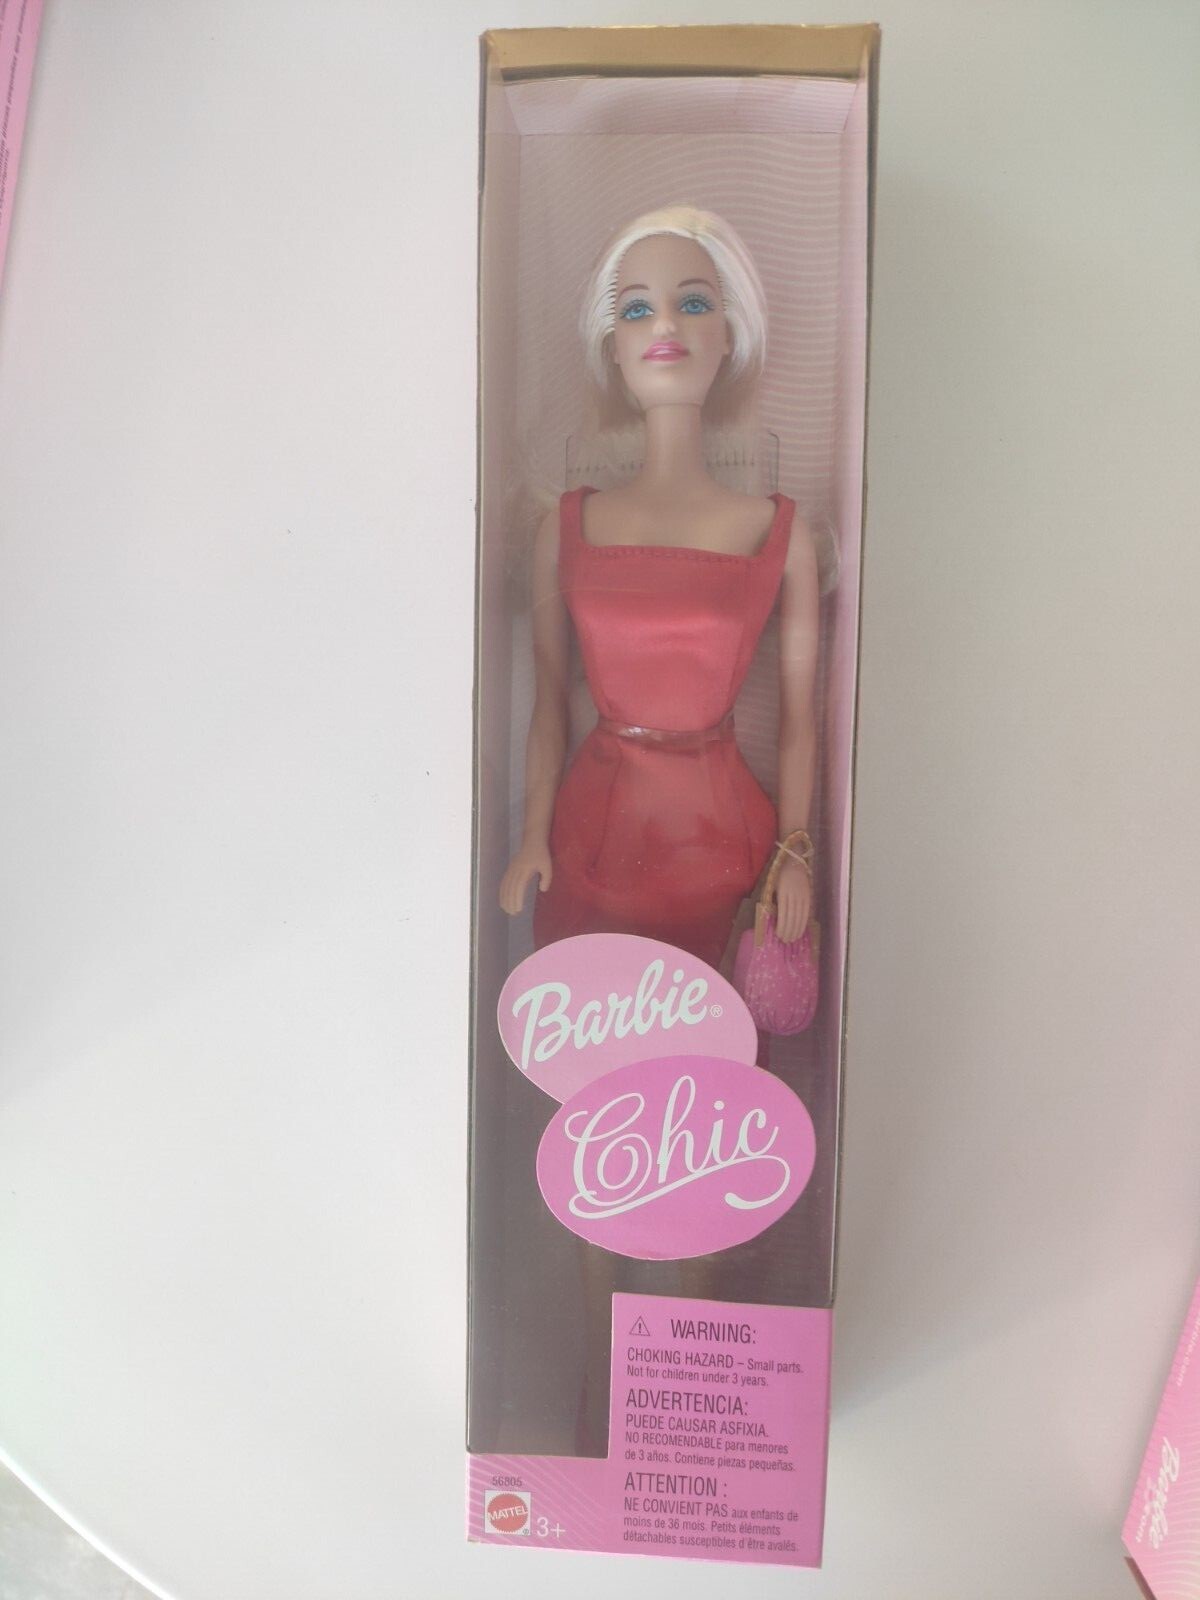 Barbie®
Chic
⚠ WARNING:
CHOKING HAZARD – Small parts.
Not for children under 3 years.
ADVERTENCIA:
PUEDE CAUSAR ASFIXIA.
NO RECOMENDABLE para menores
de 3 años. Contiene piezas pequeñas.
ATTENTION :
NE CONVIENT PAS aux enfants de
moins de 36 mois. Petits éléments
détachables susceptibles d'être avalés.
56805
MATTEL
3+
Barbie